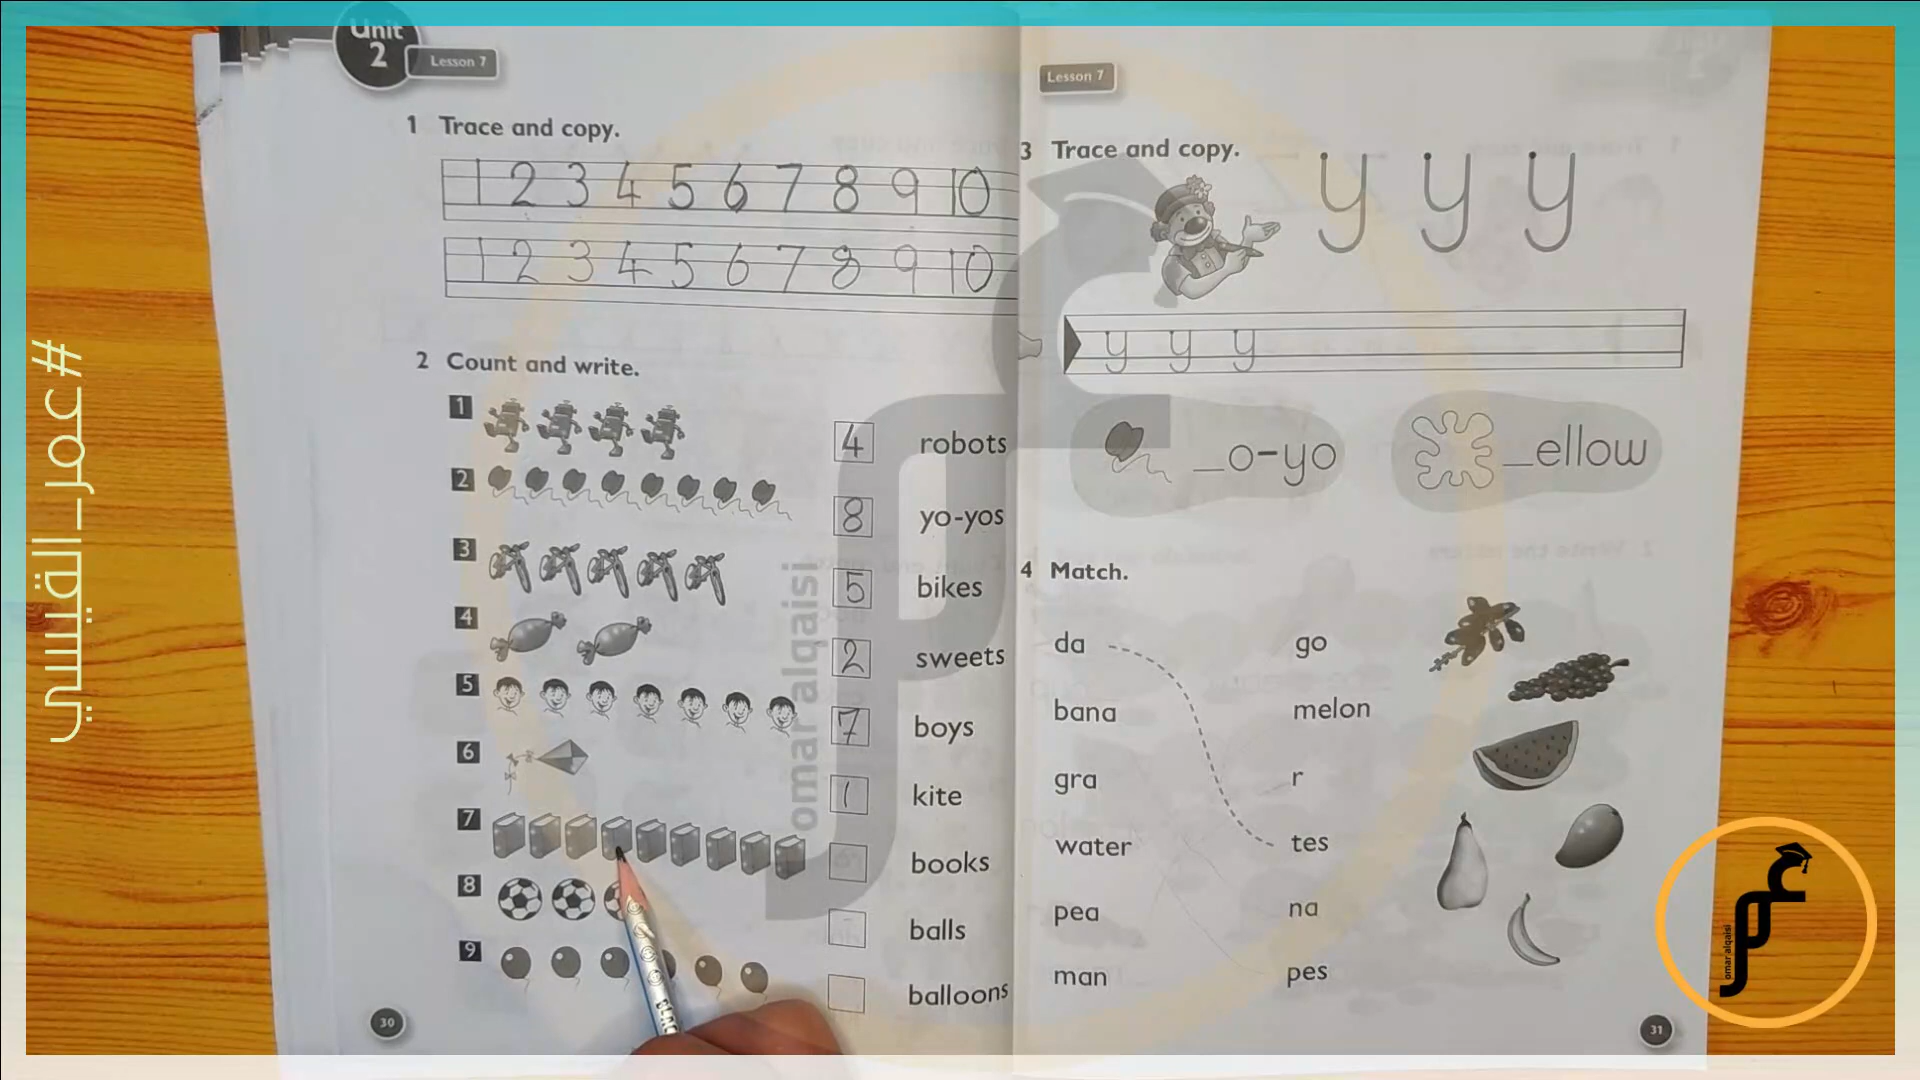 Unit
2
Lesson 7
1 Trace and copy.
1 2 3 4 5 6 7 8 9 10
1 2 3 4 5 6 7 8 9 10
2 Count and write.
1 4 robots
2 8 yo-yos
3 5 bikes
4 2 sweets
5 7 boys
6 1 kite
7 books
8 balls
9 balloons
30
Lesson 7
3 Trace and copy.
y y y
y y y
_o-yo
_ellow
4 Match.
da go
bana melon
gra r
water tes
pea na
man pes
31
#عمر_القيسي
omar alqaisi
عمر
omar alqaisi